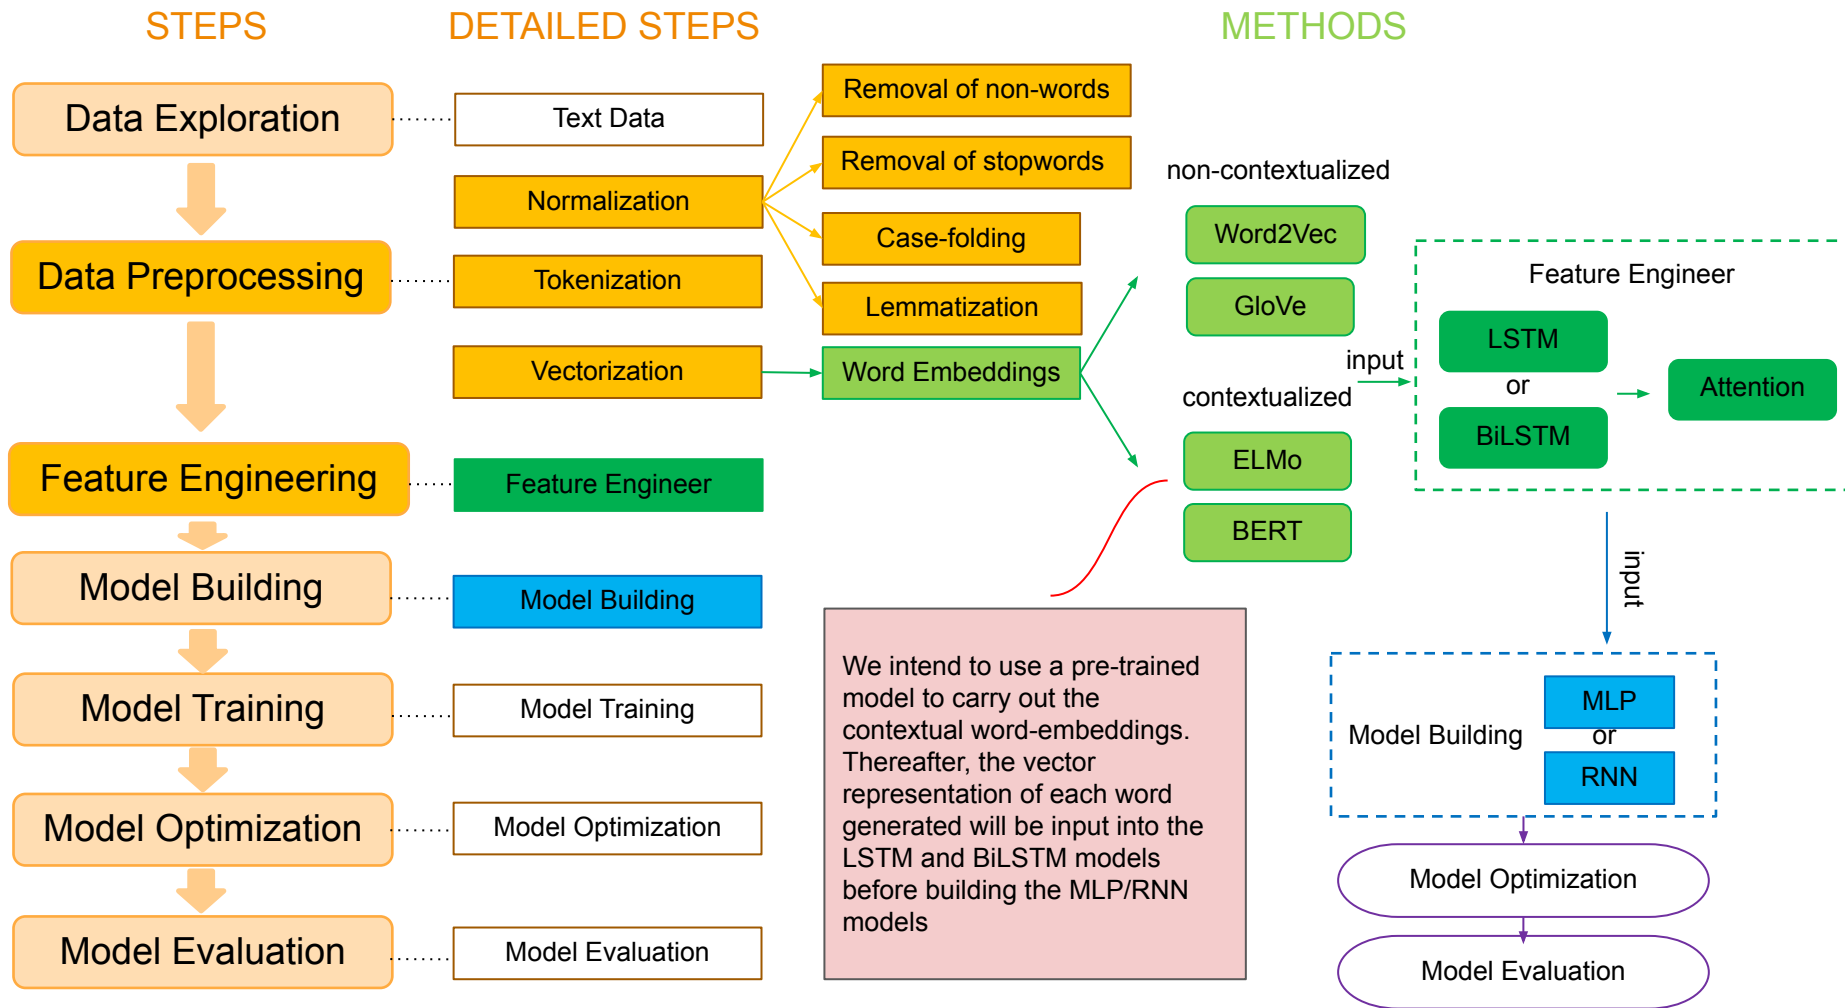 STEPS
DETAILED STEPS
METHODS
Data Exploration
Data Preprocessing
Feature Engineering
Model Building
Model Training
Model Optimization
Model Evaluation
Text Data
Normalization
Tokenization
Vectorization
Feature Engineer
Model Building
Model Training
Model Optimization
Model Evaluation
Removal of non-words
Removal of stopwords
Case-folding
Lemmatization
Word Embeddings
We intend to use a pre-trained
model to carry out the
contextual word-embeddings.
Thereafter, the vector
representation of each word
generated will be input into the
LSTM and BiLSTM models
before building the MLP/RNN
models
non-contextualized
Word2Vec
GloVe
contextualized
ELMo
BERT
input
Feature Engineer
LSTM
or
BiLSTM
Attention
input
Model Building
MLP
or
RNN
Model Optimization
Model Evaluation